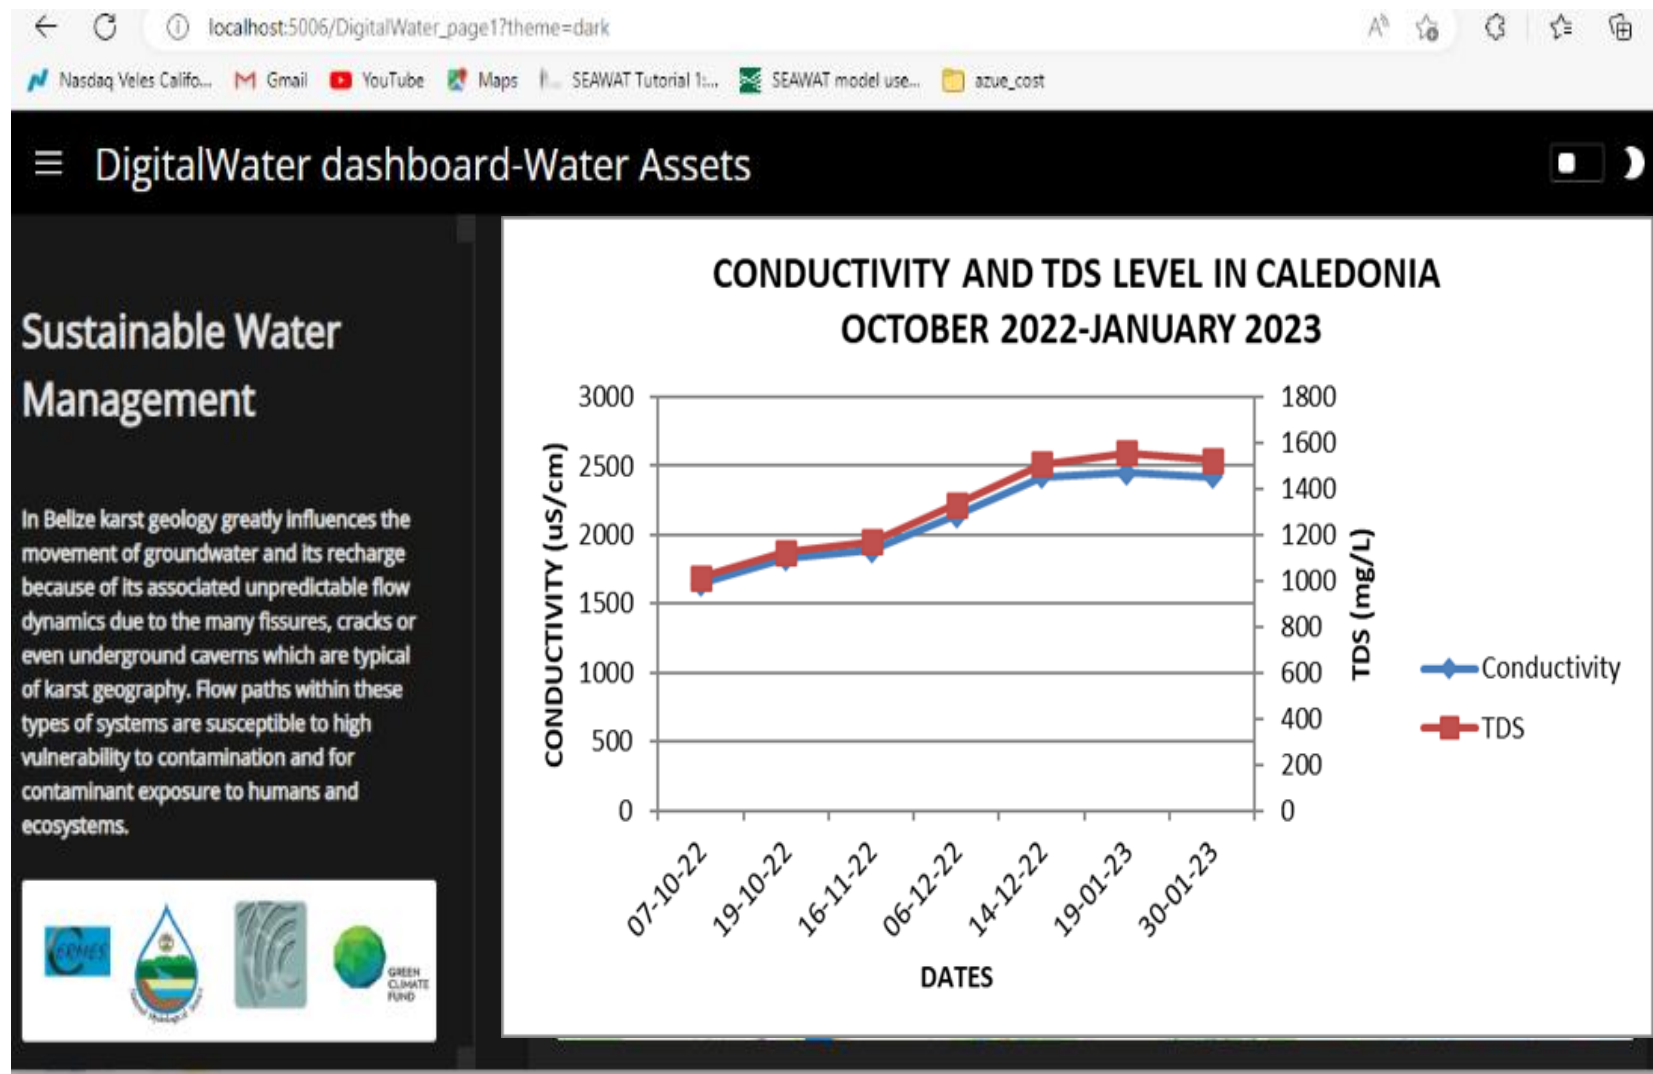 localhost:5006/DigitalWater_page1?theme=dark
Nasdaq Veles Califo... Gmail YouTube Maps SEAWAT Tutorial 1:... SEAWAT model use... azue_cost
DigitalWater dashboard-Water Assets
Sustainable Water
Management
In Belize karst geology greatly influences the
movement of groundwater and its recharge
because of its associated unpredictable flow
dynamics due to the many fissures, cracks or
even underground caverns which are typical
of karst geography. Flow paths within these
types of systems are susceptible to high
vulnerability to contamination and for
contaminant exposure to humans and
ecosystems.
CERMES
GREEN
CLIMATE
FUND
CONDUCTIVITY AND TDS LEVEL IN CALEDONIA
OCTOBER 2022-JANUARY 2023
CONDUCTIVITY (uS/cm)
3000
2500
2000
1500
1000
500
0
1800
1600
1400
1200
1000
800
600
400
200
0
TDS (mg/L)
Conductivity
TDS
07-10-22
19-10-22
16-11-22
06-12-22
14-12-22
19-01-23
30-01-23
DATES